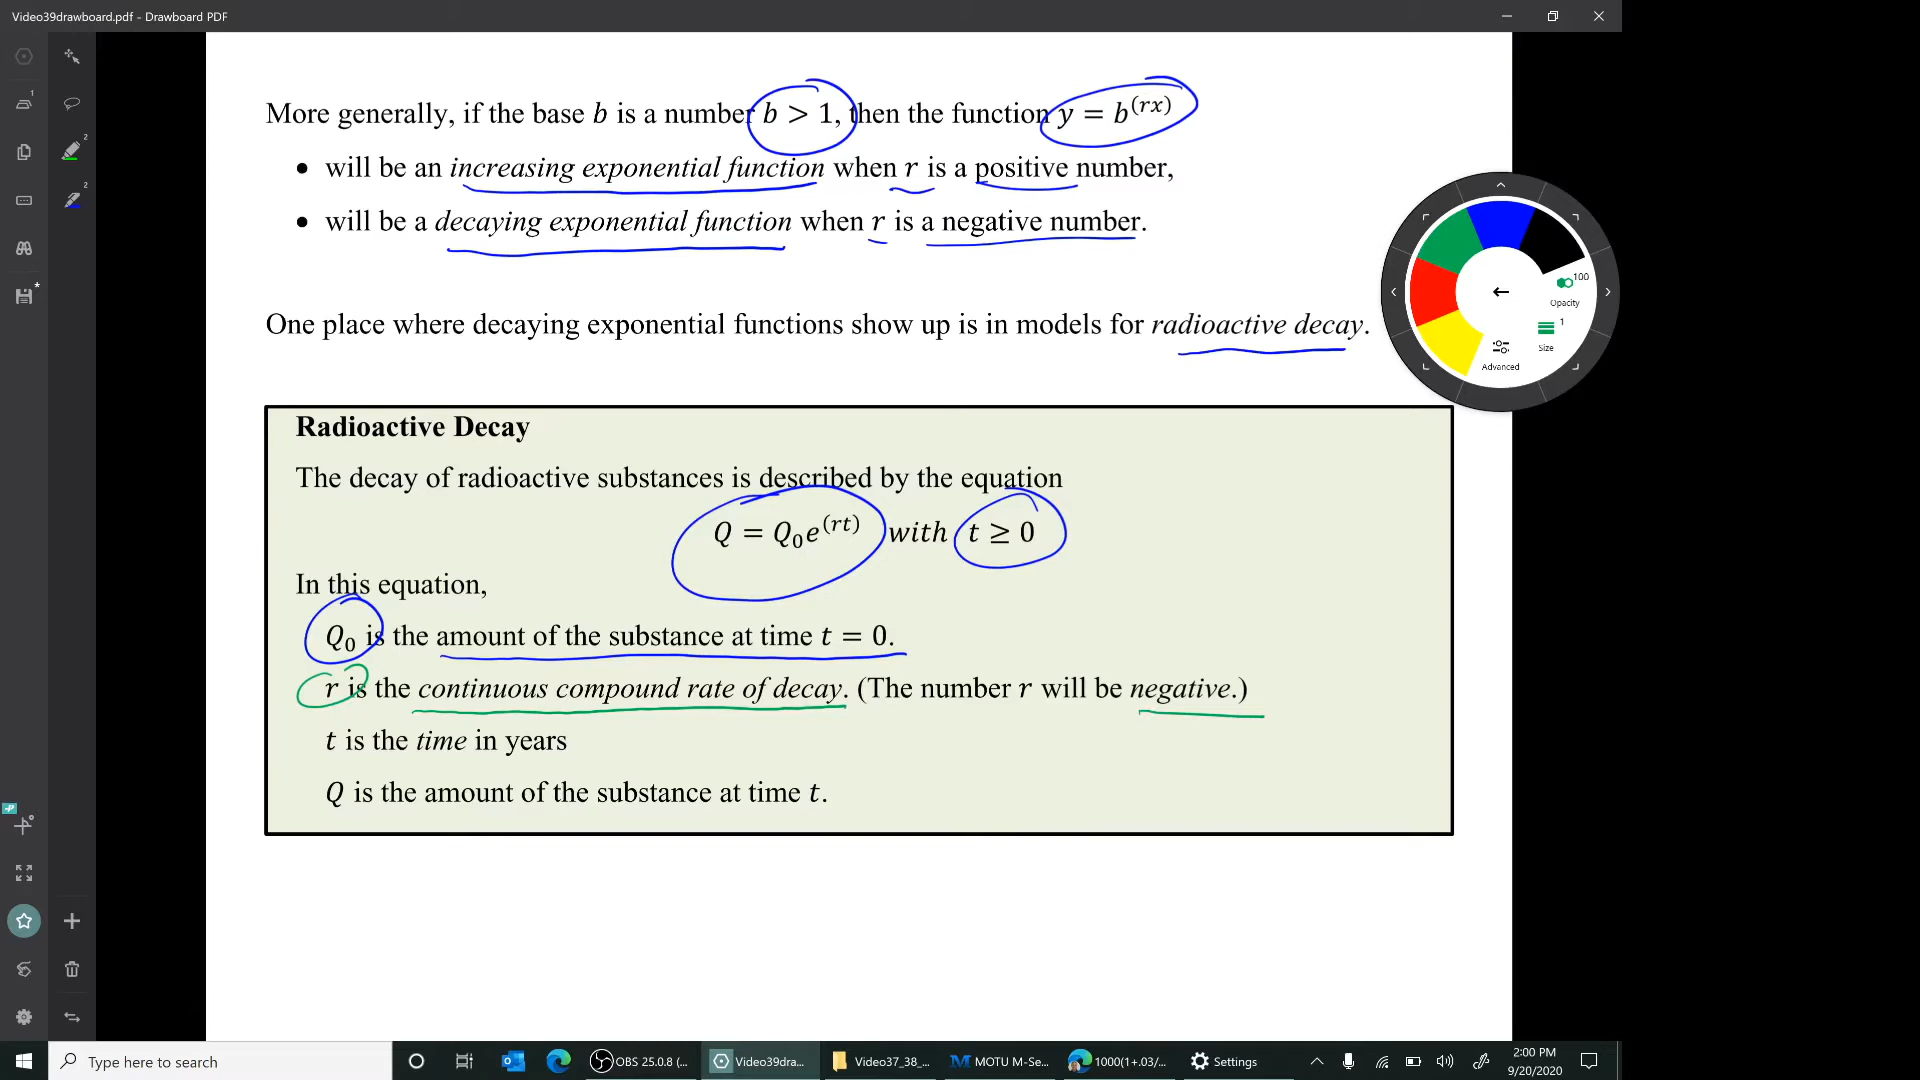 Video39drawboard.pdf - Drawboard PDF
More generally, if the base b is a number b > 1, then the function y = b^(rx)
• will be an increasing exponential function when r is a positive number,
• will be a decaying exponential function when r is a negative number.
One place where decaying exponential functions show up is in models for radioactive decay.
100
Opacity
1
Size
Advanced
Radioactive Decay
The decay of radioactive substances is described by the equation
Q = Q₀e^(rt) with t ≥ 0
In this equation,
Q₀ is the amount of the substance at time t = 0.
r is the continuous compound rate of decay. (The number r will be negative.)
t is the time in years
Q is the amount of the substance at time t.
1
2
2
P
Type here to search
OBS 25.0.8 (...
Video39dra...
Video37_38_...
M MOTU M-Se...
1000(1+.03/...
Settings
2:00 PM
9/20/2020